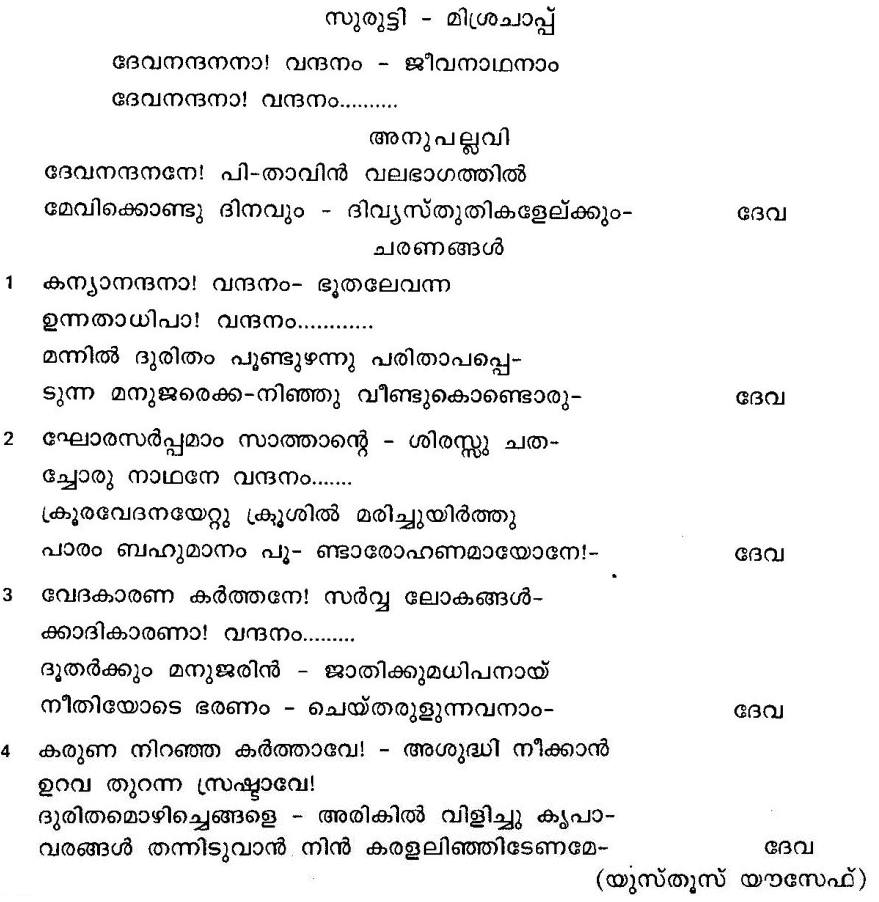 സുരുട്ടി - മിശ്രചാപ്പ്
ദേവനന്ദനനാ! വന്ദനം - ജീവനാഥനാം
ദേവനന്ദനാ! വന്ദനം..........
അനുപല്ലവി
ദേവനന്ദനനേ! പി-താവിൻ വലഭാഗത്തിൽ
മേവിക്കൊണ്ടു ദിനവും - ദിവ്യസ്തുതികളേല്ക്കും- ദേവ
ചരണങ്ങൾ
1 കന്യാനന്ദനാ! വന്ദനം- ഭൂതലേവന്ന
ഉന്നതാധിപാ! വന്ദനം............
മന്നിൽ ദുരിതം പൂണ്ടുഴന്നു പരിതാപപ്പെ-
ടുന്ന മനുജരെക്ക-നിഞ്ഞു വീണ്ടുകൊണ്ടൊരു- ദേവ
2 ഘോരസർപ്പമാം സാത്താന്റെ - ശിരസ്സു ചത-
ച്ചോരു നാഥനേ വന്ദനം.......
ക്രൂരവേദനയേറ്റു ക്രൂശിൽ മരിച്ചുയിർത്തു
പാരം ബഹുമാനം പൂ- ണ്ടാരോഹണമായോനേ!- ദേവ
3 വേദകാരണ കർത്തനേ! സർവ്വ ലോകങ്ങൾ-
ക്കാദികാരണാ! വന്ദനം.........
ദൂതർക്കും മനുജരിൻ - ജാതിക്കുമധിപനായ്
നീതിയോടെ ഭരണം - ചെയ്തരുളുന്നവനാം- ദേവ
4 കരുണ നിറഞ്ഞ കർത്താവേ! - അശുദ്ധി നീക്കാൻ
ഉറവ തുറന്ന സ്രഷ്ടാവേ!
ദുരിതമൊഴിച്ചെങ്ങളെ - അരികിൽ വിളിച്ചു കൃപാ-
വരങ്ങൾ തന്നിടുവാൻ നിൻ കരളലിഞ്ഞിടേണമേ- ദേവ
(യുസ്തൂസ് യൗസേഫ്)